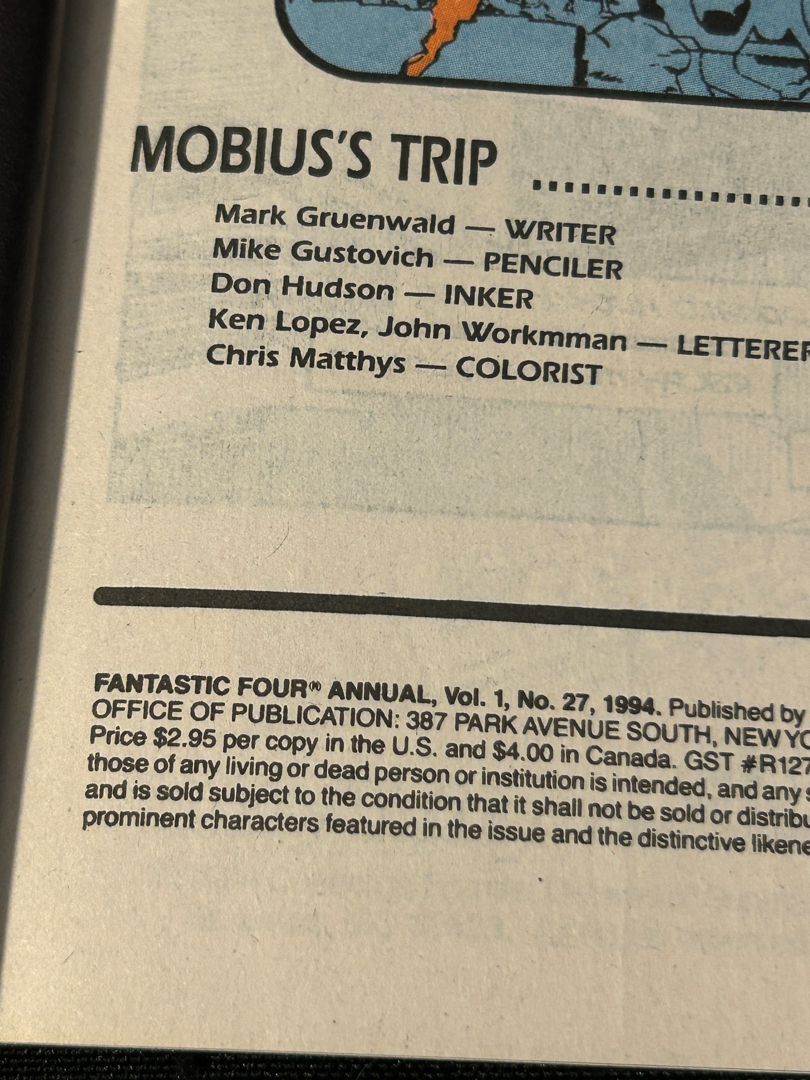 MOBIUS'S TRIP ..............................
Mark Gruenwald — WRITER
Mike Gustovich — PENCILER
Don Hudson — INKER
Ken Lopez, John Workmman — LETTERER
Chris Matthys — COLORIST
FANTASTIC FOUR® ANNUAL, Vol. 1, No. 27, 1994. Published by
OFFICE OF PUBLICATION: 387 PARK AVENUE SOUTH, NEW YO
Price $2.95 per copy in the U.S. and $4.00 in Canada. GST #R127
those of any living or dead person or institution is intended, and any s
and is sold subject to the condition that it shall not be sold or distribu
prominent characters featured in the issue and the distinctive likene